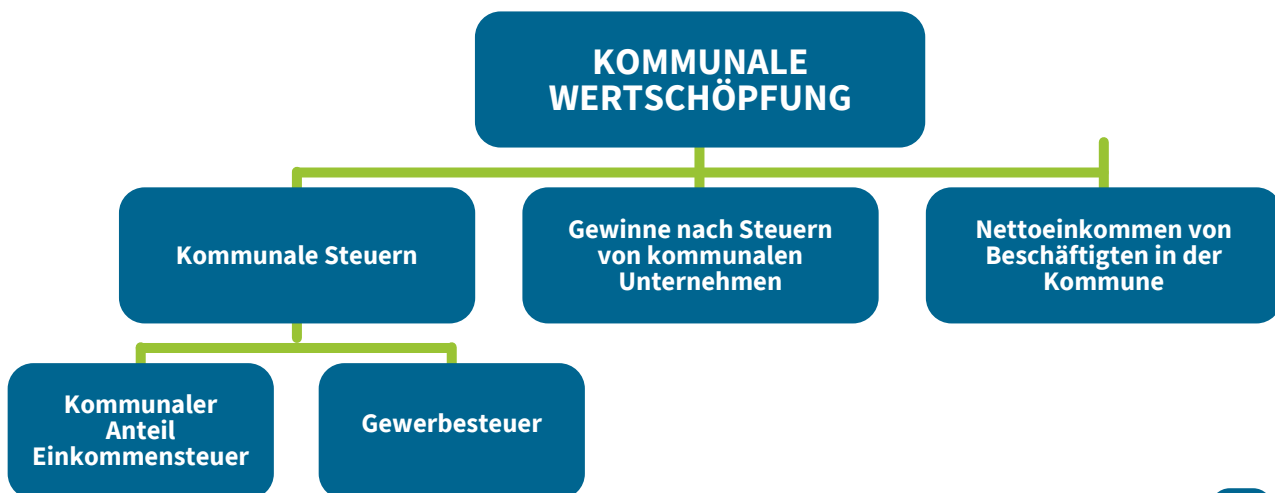 KOMMUNALE
WERTSCHÖPFUNG
Kommunale Steuern
Gewinne nach Steuern
von kommunalen
Unternehmen
Nettoeinkommen von
Beschäftigten in der
Kommune
Kommunaler
Anteil
Einkommensteuer
Gewerbesteuer